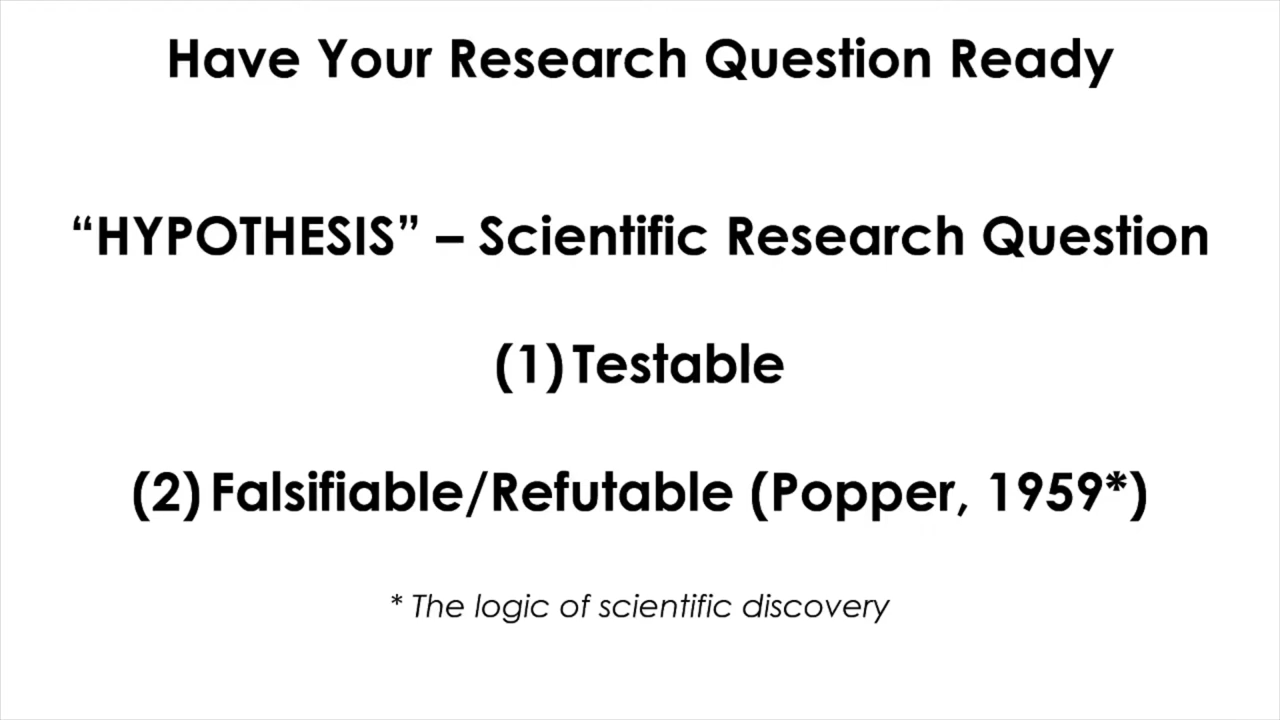 Have Your Research Question Ready
“HYPOTHESIS” – Scientific Research Question
(1) Testable
(2) Falsifiable/Refutable (Popper, 1959*)
* The logic of scientific discovery